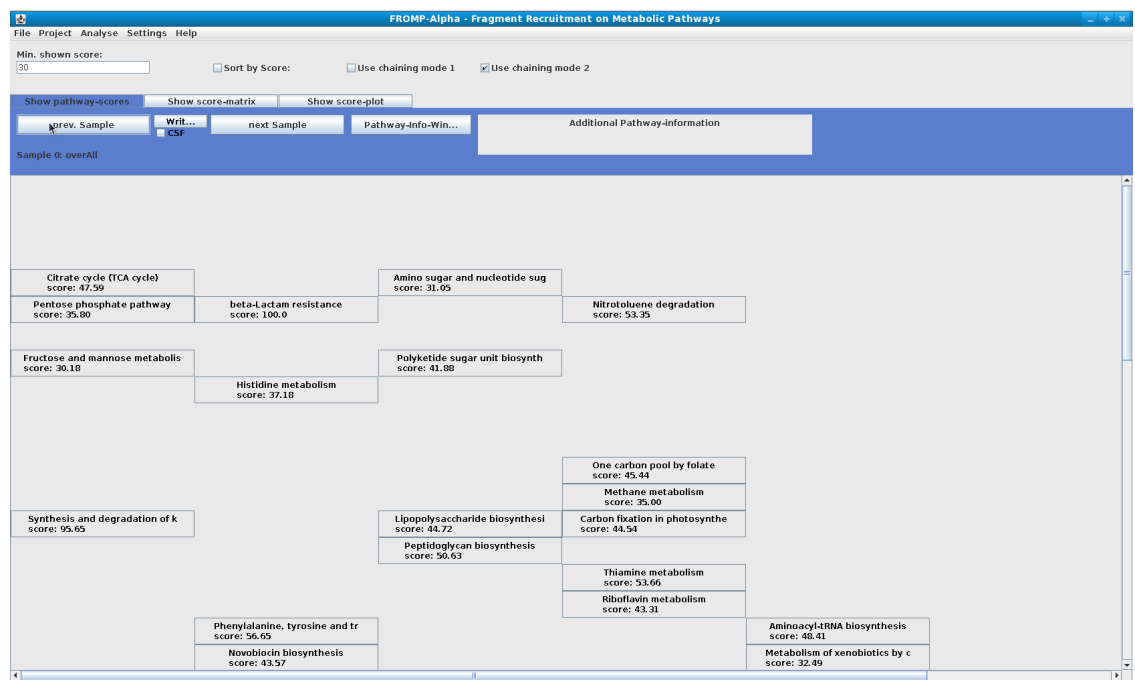 FROMP-Alpha - Fragment Recruitment on Metabolic Pathways
File Project Analyse Settings Help
Min. shown score:
30
Sort by Score:
Use chaining mode 1
Use chaining mode 2
Show pathway-scores
Show score-matrix
Show score-plot
prev. Sample
Writ...
CSF
next Sample
Pathway-Info-Win...
Additional Pathway-information
Sample 0: overAll
Citrate cycle (TCA cycle)
score: 47.59
Amino sugar and nucleotide sug
score: 31.05
Pentose phosphate pathway
score: 35.80
beta-Lactam resistance
score: 100.0
Nitrotoluene degradation
score: 53.35
Fructose and mannose metabolis
score: 30.18
Polyketide sugar unit biosynth
score: 41.88
Histidine metabolism
score: 37.18
One carbon pool by folate
score: 45.44
Methane metabolism
score: 35.00
Synthesis and degradation of k
score: 95.65
Lipopolysaccharide biosynthesi
score: 44.72
Carbon fixation in photosynthe
score: 44.54
Peptidoglycan biosynthesis
score: 50.63
Thiamine metabolism
score: 53.66
Riboflavin metabolism
score: 43.31
Phenylalanine, tyrosine and tr
score: 56.65
Aminoacyl-tRNA biosynthesis
score: 48.41
Novobiocin biosynthesis
score: 43.57
Metabolism of xenobiotics by c
score: 32.49